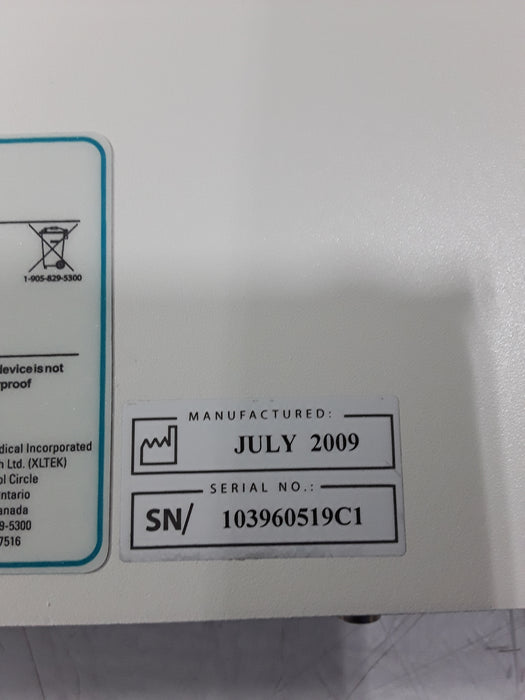 1-905-829-5300
device is not
proof
dical Incorporated
h Ltd. (XLTEK)
ol Circle
ntario
anada
9-5300
7516
MANUFACTURED:
JULY 2009
SERIAL NO.:
SN/ 103960519C1